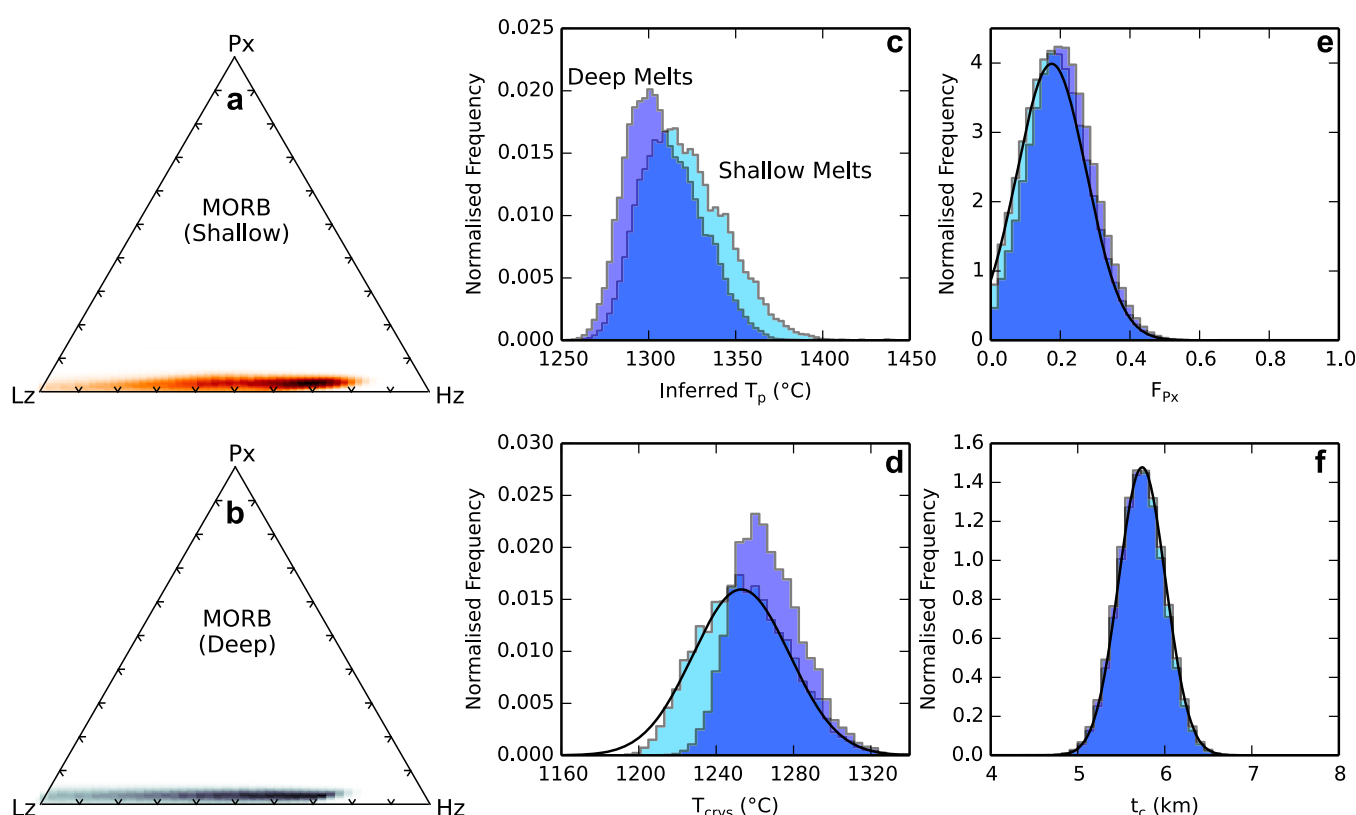 Px
a
MORB
(Shallow)
Lz
Hz
Px
b
MORB
(Deep)
Lz
Hz
c
Deep Melts
Shallow Melts
Normalised Frequency
0.025
0.020
0.015
0.010
0.005
0.000
1250
1300
1350
1400
1450
Inferred Tp (°C)
d
Normalised Frequency
0.030
0.025
0.020
0.015
0.010
0.005
0.000
1160
1200
1240
1280
1320
Tcrys (°C)
e
Normalised Frequency
4
3
2
1
0
0.0
0.2
0.4
0.6
0.8
1.0
FPx
f
Normalised Frequency
1.6
1.4
1.2
1.0
0.8
0.6
0.4
0.2
0.0
4
5
6
7
8
tc (km)